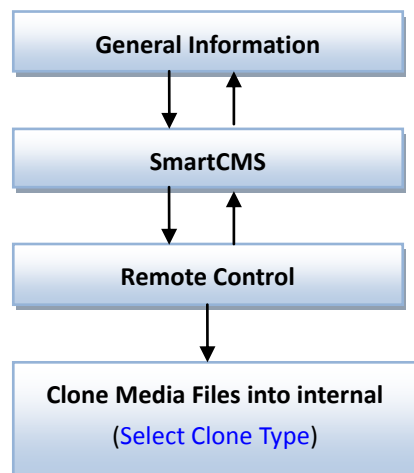 General Information
SmartCMS
Remote Control
Clone Media Files into internal
(Select Clone Type)